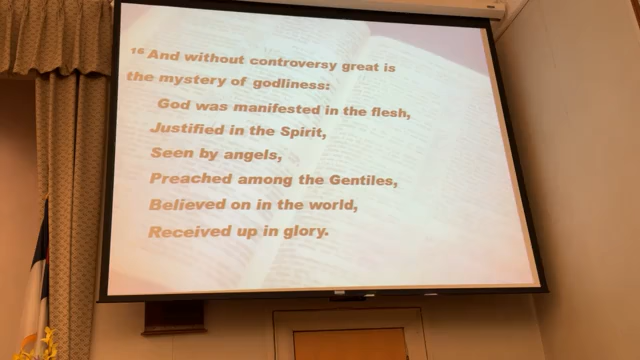 16 And without controversy great is
the mystery of godliness:
God was manifested in the flesh,
Justified in the Spirit,
Seen by angels,
Preached among the Gentiles,
Believed on in the world,
Received up in glory.